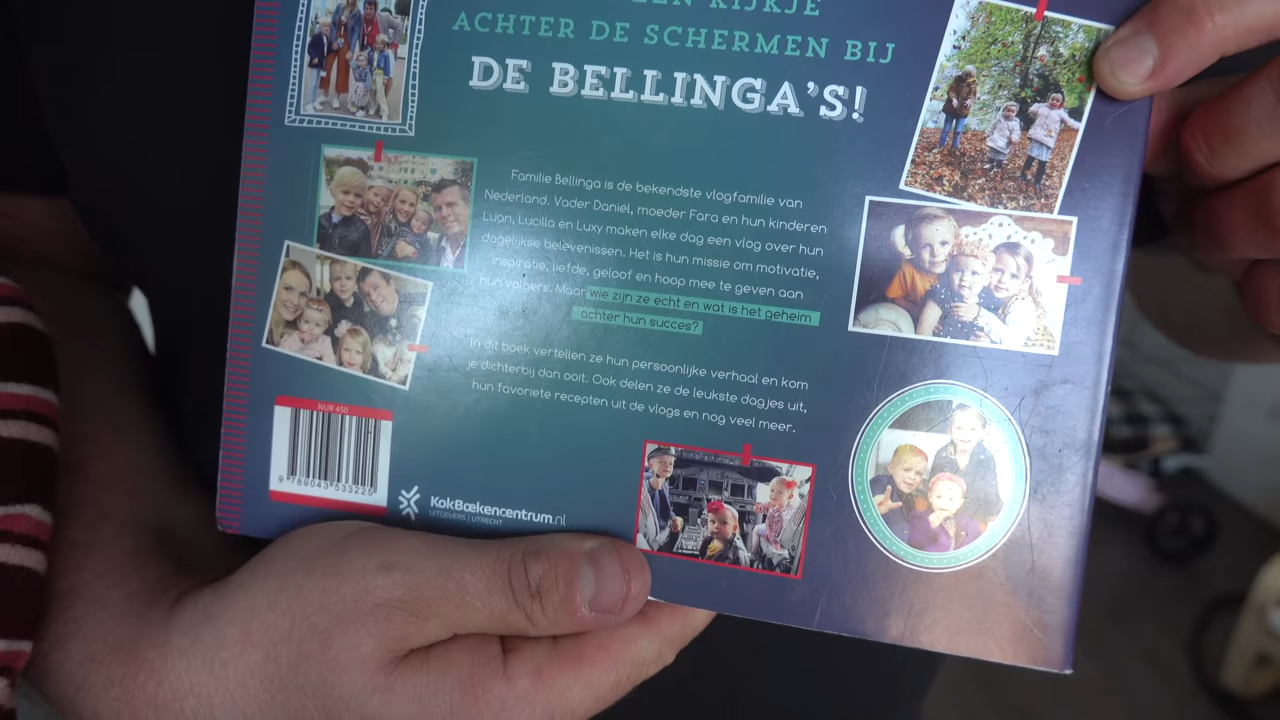 EEN KIJKJE
ACHTER DE SCHERMEN BIJ
DE BELLINGA'S!
Familie Bellinga is de bekendste vlogfamilie van
Nederland. Vader Daniël, moeder Fara en hun kinderen
Luan, Lucilla en Luxy maken elke dag een vlog over hun
dagelijkse belevenissen. Het is hun missie om motivatie,
inspiratie, liefde, geloof en hoop mee te geven aan
hun volgers. Maar wie zijn ze echt en wat is het geheim
achter hun succes?
In dit boek vertellen ze hun persoonlijke verhaal en kom
je dichterbij dan ooit. Ook delen ze de leukste dagjes uit,
hun favoriete recepten uit de vlogs en nog veel meer.
NUR 450
9 789043 533225
KokBoekencentrum.nl
UITGEVERS | UTRECHT